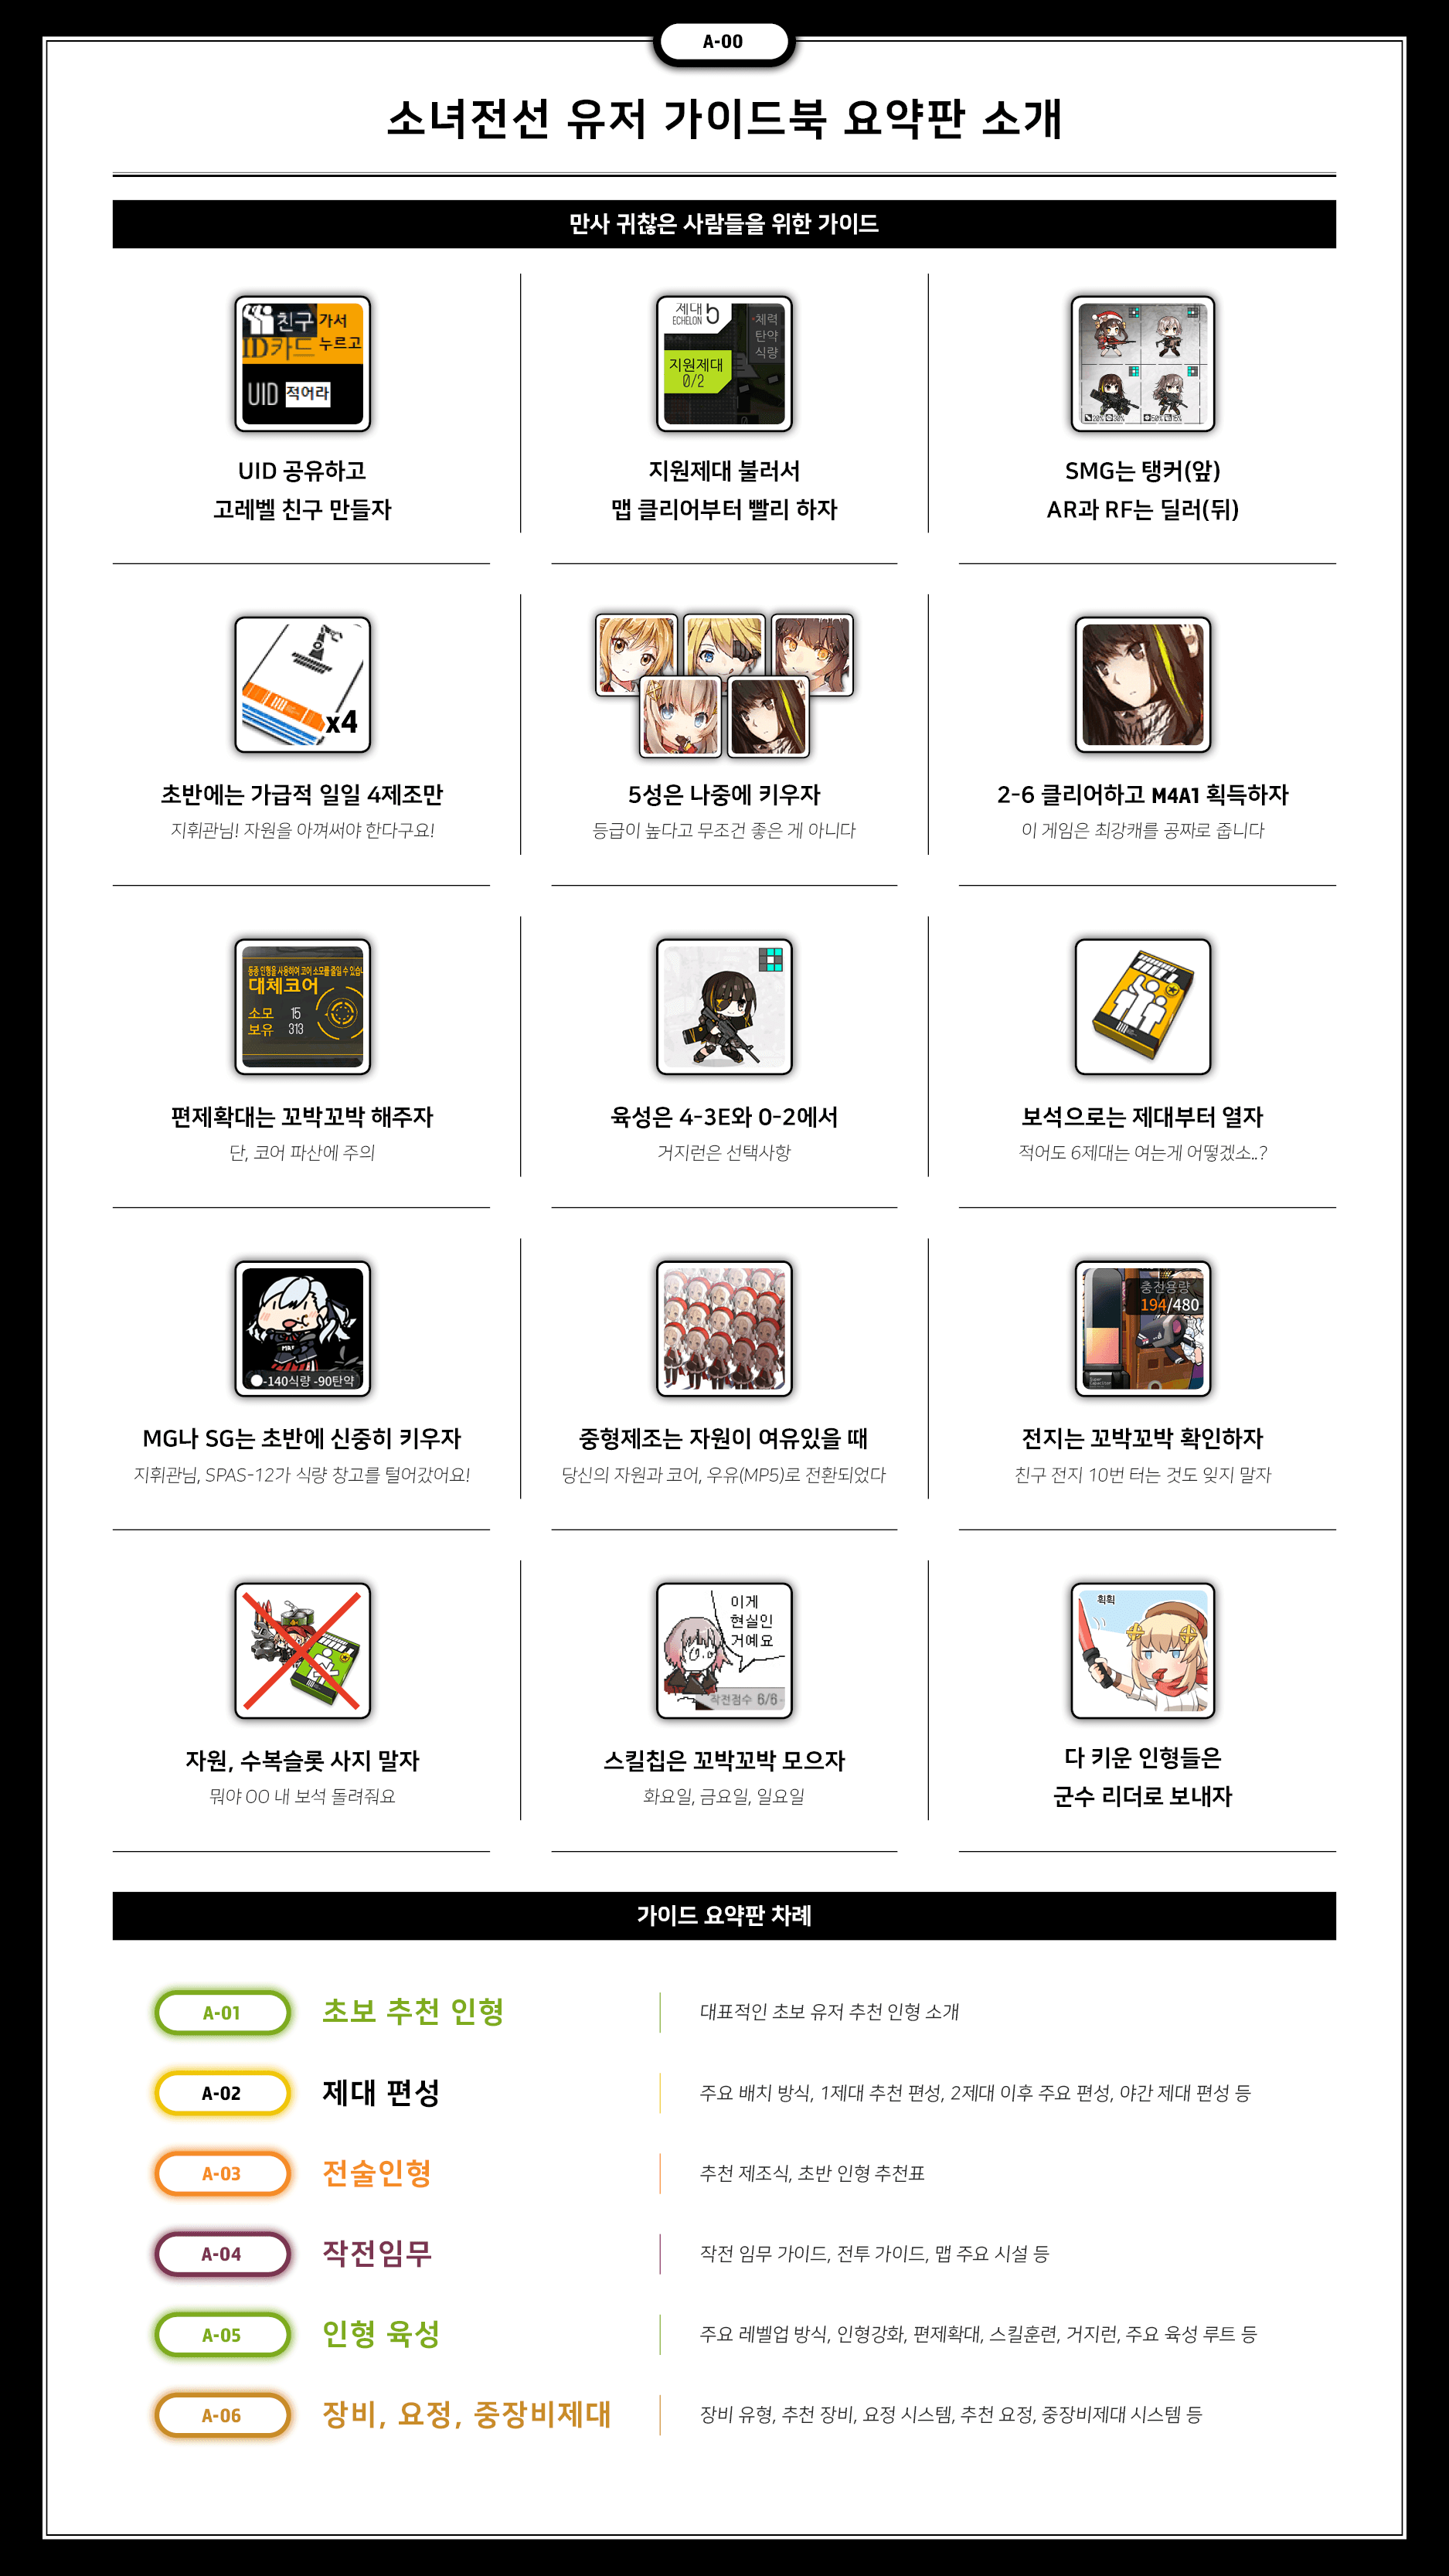 A-00
소녀전선 유저 가이드북 요약판 소개
만사 귀찮은 사람들을 위한 가이드
친구 가서
ID카드 누르고
UID 적어라
UID 공유하고
고레벨 친구 만들자
제대 5
ECHELON
체력
탄약
식량
지원제대
0/2
지원제대 불러서
맵 클리어부터 빨리 하자
SMG는 탱커(앞)
AR과 RF는 딜러(뒤)
x4
초반에는 가급적 일일 4제조만
지휘관님! 자원을 아껴써야 한다구요!
5성은 나중에 키우자
등급이 높다고 무조건 좋은 게 아니다
2-6 클리어하고 M4A1 획득하자
이 게임은 최강캐를 공짜로 줍니다
동종 인형을 사용하여 코어 소모를 줄일 수 있습니
대체코어
소모 15
보유 313
편제확대는 꼬박꼬박 해주자
단, 코어 파산에 주의
육성은 4-3E와 0-2에서
거지런은 선택사항
보석으로는 제대부터 열자
적어도 6제대는 여는게 어떻겠소..?
-140식량 -90탄약
MG나 SG는 초반에 신중히 키우자
지휘관님, SPAS-12가 식량 창고를 털어갔어요!
중형제조는 자원이 여유있을 때
당신의 자원과 코어, 우유(MP5)로 전환되었다
충전용량
194/480
전지는 꼬박꼬박 확인하자
친구 전지 10번 터는 것도 잊지 말자
자원, 수복슬롯 사지 말자
뭐야 OO 내 보석 돌려줘요
이게
현실인
거예요
작전점수 6/6
스킬칩은 꼬박꼬박 모으자
화요일, 금요일, 일요일
휙휙
다 키운 인형들은
군수 리더로 보내자
가이드 요약판 차례
A-01 초보 추천 인형 대표적인 초보 유저 추천 인형 소개
A-02 제대 편성 주요 배치 방식, 1제대 추천 편성, 2제대 이후 주요 편성, 야간 제대 편성 등
A-03 전술인형 추천 제조식, 초반 인형 추천표
A-04 작전임무 작전 임무 가이드, 전투 가이드, 맵 주요 시설 등
A-05 인형 육성 주요 레벨업 방식, 인형강화, 편제확대, 스킬훈련, 거지런, 주요 육성 루트 등
A-06 장비, 요정, 중장비제대 장비 유형, 추천 장비, 요정 시스템, 추천 요정, 중장비제대 시스템 등